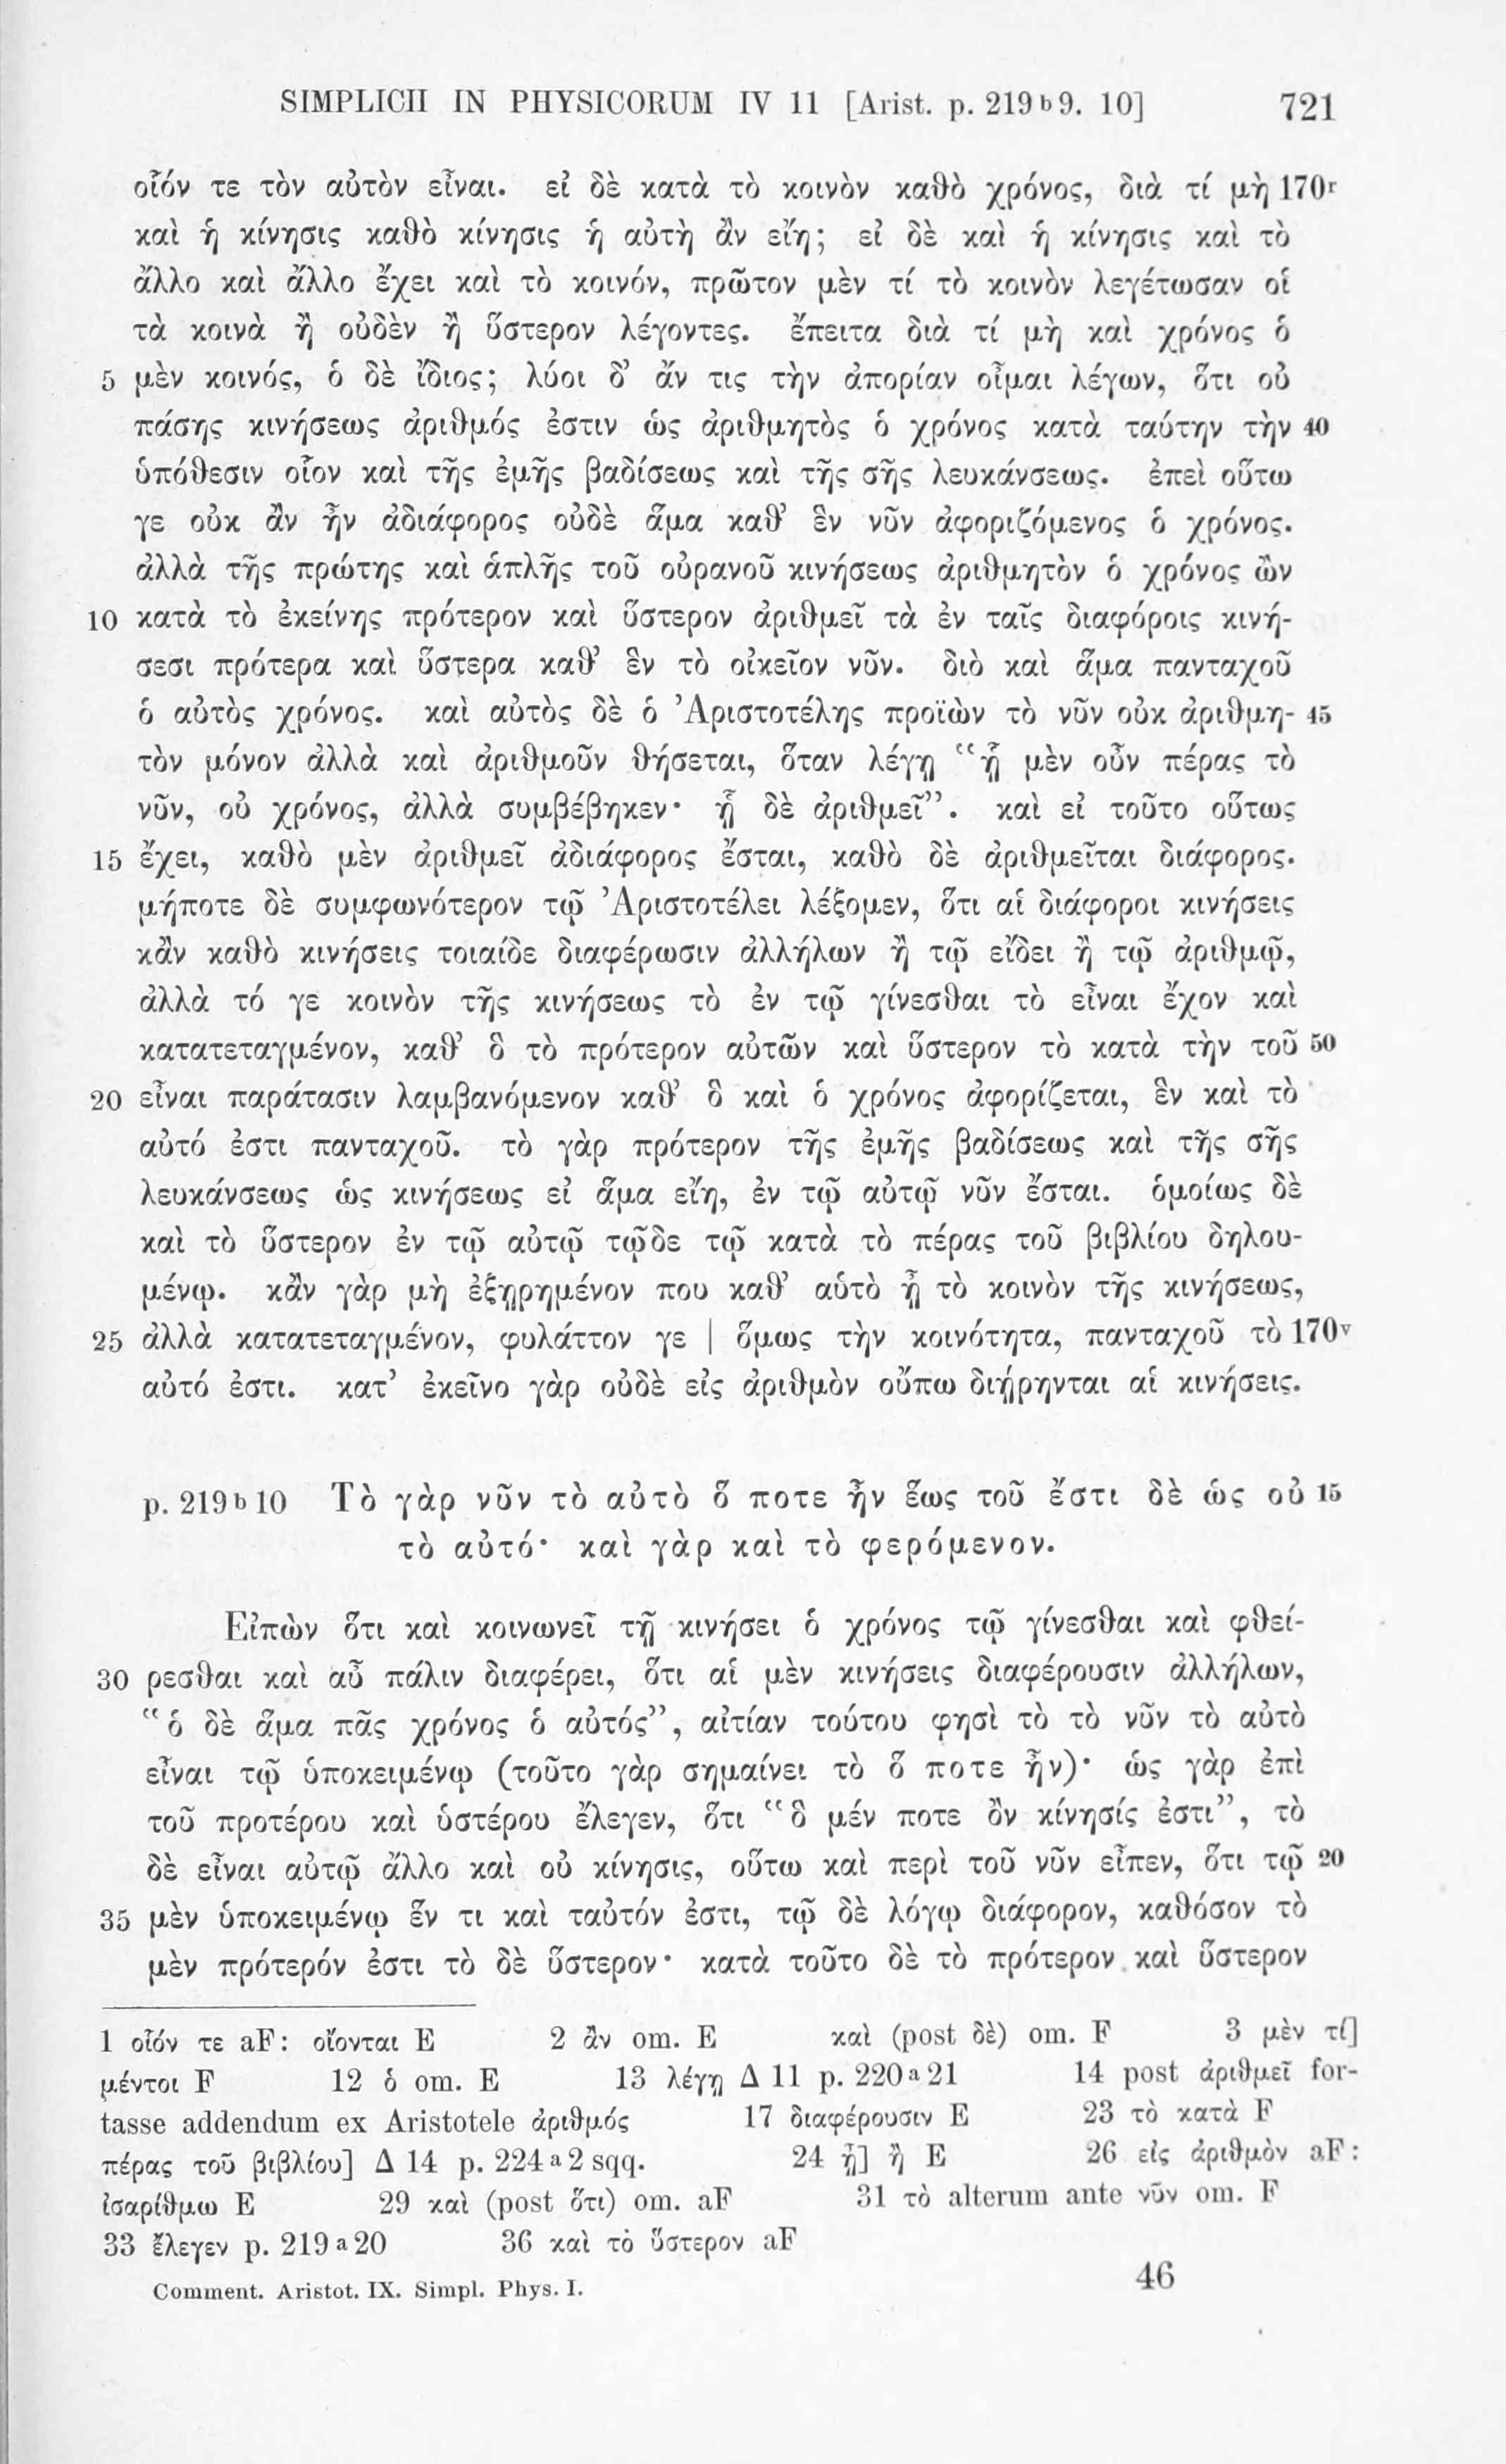 SIMPLICII IN PHYSICORUM IV 11 [Arist. p. 219 b 9. 10] 721
οἷόν τε τὸν αὐτὸν εἶναι. εἰ δὲ κατὰ τὸ κοινὸν καθὸ χρόνος, διὰ τί μὴ 170r
καὶ ἡ κίνησις καθὸ κίνησις ἡ αὐτὴ ἂν εἴη; εἰ δὲ καὶ ἡ κίνησις καὶ τὸ
ἄλλο καὶ ἄλλο ἔχει καὶ τὸ κοινόν, πρῶτον μὲν τί τὸ κοινὸν λεγέτωσαν οἱ
τὰ κοινὰ ἢ οὐδὲν ἢ ὕστερον λέγοντες. ἔπειτα διὰ τί μὴ καὶ χρόνος ὁ
5 μὲν κοινός, ὁ δὲ ἴδιος; λύοι δ’ ἄν τις τὴν ἀπορίαν οἶμαι λέγων, ὅτι οὐ
πάσης κινήσεως ἀριθμός ἐστιν ὡς ἀριθμητὸς ὁ χρόνος κατὰ ταύτην τὴν 40
ὑπόθεσιν οἷον καὶ τῆς ἐμῆς βαδίσεως καὶ τῆς σῆς λευκάνσεως. ἐπεὶ οὕτω
γε οὐκ ἂν ἦν ἀδιάφορος οὐδὲ ἅμα καθ’ ἓν νῦν ἀφοριζόμενος ὁ χρόνος.
ἀλλὰ τῆς πρώτης καὶ ἁπλῆς τοῦ οὐρανοῦ κινήσεως ἀριθμητὸν ὁ χρόνος ὢν
10 κατὰ τὸ ἐκείνης πρότερον καὶ ὕστερον ἀριθμεῖ τὰ ἐν ταῖς διαφόροις κινή-
σεσι πρότερα καὶ ὕστερα καθ’ ἓν τὸ οἰκεῖον νῦν. διὸ καὶ ἅμα πανταχοῦ
ὁ αὐτὸς χρόνος. καὶ αὐτὸς δὲ ὁ Ἀριστοτέλης προϊὼν τὸ νῦν οὐκ ἀριθμη- 45
τὸν μόνον ἀλλὰ καὶ ἀριθμοῦν θήσεται, ὅταν λέγῃ “ᾗ μὲν οὖν πέρας τὸ
νῦν, οὐ χρόνος, ἀλλὰ συμβέβηκεν· ᾗ δὲ ἀριθμεῖ”. καὶ εἰ τοῦτο οὕτως
15 ἔχει, καθὸ μὲν ἀριθμεῖ ἀδιάφορος ἔσται, καθὸ δὲ ἀριθμεῖται διάφορος.
μήποτε δὲ συμφωνότερον τῷ Ἀριστοτέλει λέξομεν, ὅτι αἱ διάφοροι κινήσεις
κἂν καθὸ κινήσεις τοιαίδε διαφέρωσιν ἀλλήλων ἢ τῷ εἴδει ἢ τῷ ἀριθμῷ,
ἀλλὰ τό γε κοινὸν τῆς κινήσεως τὸ ἐν τῷ γίνεσθαι τὸ εἶναι ἔχον καὶ
κατατεταγμένον, καθ’ ὃ τὸ πρότερον αὐτῶν καὶ ὕστερον τὸ κατὰ τὴν τοῦ 50
20 εἶναι παράτασιν λαμβανόμενον καθ’ ὃ καὶ ὁ χρόνος ἀφορίζεται, ἓν καὶ τὸ
αὐτό ἐστι πανταχοῦ. τὸ γὰρ πρότερον τῆς ἐμῆς βαδίσεως καὶ τῆς σῆς
λευκάνσεως ὡς κινήσεως εἰ ἅμα εἴη, ἐν τῷ αὐτῷ νῦν ἔσται. ὁμοίως δὲ
καὶ τὸ ὕστερον ἐν τῷ αὐτῷ τῷδε τῷ κατὰ τὸ πέρας τοῦ βιβλίου δηλου-
μένῳ. κἂν γὰρ μὴ ἐξῃρημένον που καθ’ αὑτὸ ᾖ τὸ κοινὸν τῆς κινήσεως,
25 ἀλλὰ κατατεταγμένον, φυλάττον γε | ὅμως τὴν κοινότητα, πανταχοῦ τὸ 170v
αὐτό ἐστι. κατ’ ἐκεῖνο γὰρ οὐδὲ εἰς ἀριθμὸν οὔπω διῄρηνται αἱ κινήσεις.
p. 219 b 10 Τὸ γὰρ νῦν τὸ αὐτὸ ὅ ποτε ἦν ἕως τοῦ ἔστι δὲ ὡς οὐ 15
τὸ αὐτό· καὶ γὰρ καὶ τὸ φερόμενον.
Εἰπὼν ὅτι καὶ κοινωνεῖ τῇ κινήσει ὁ χρόνος τῷ γίνεσθαι καὶ φθεί-
30 ρεσθαι καὶ αὖ πάλιν διαφέρει, ὅτι αἱ μὲν κινήσεις διαφέρουσιν ἀλλήλων,
“ὁ δὲ ἅμα πᾶς χρόνος ὁ αὐτός”, αἰτίαν τούτου φησὶ τὸ τὸ νῦν τὸ αὐτὸ
εἶναι τῷ ὑποκειμένῳ (τοῦτο γὰρ σημαίνει τὸ ὅ ποτε ἦν)· ὡς γὰρ ἐπὶ
τοῦ προτέρου καὶ ὑστέρου ἔλεγεν, ὅτι “ὃ μέν ποτε ὂν κίνησίς ἐστι”, τὸ
δὲ εἶναι αὐτῷ ἄλλο καὶ οὐ κίνησις, οὕτω καὶ περὶ τοῦ νῦν εἶπεν, ὅτι τῷ 20
35 μὲν ὑποκειμένῳ ἕν τι καὶ ταὐτόν ἐστι, τῷ δὲ λόγῳ διάφορον, καθόσον τὸ
μὲν πρότερόν ἐστι τὸ δὲ ὕστερον· κατὰ τοῦτο δὲ τὸ πρότερον καὶ ὕστερον
1 οἷόν τε aF: οἴονται E 2 ἂν om. E καὶ (post δὲ) om. F 3 μὲν τί]
μέντοι F 12 ὁ om. E 13 λέγῃ Δ 11 p. 220 a 21 14 post ἀριθμεῖ for-
tasse addendum ex Aristotele ἀριθμός 17 διαφέρουσιν E 23 τὸ κατὰ F
πέρας τοῦ βιβλίου] Δ 14 p. 224 a 2 sqq. 24 ᾖ] ἢ E 26 εἰς ἀριθμὸν aF:
ἰσαρίθμω E 29 καὶ (post ὅτι) om. aF 31 τὸ alterum ante νῦν om. F
33 ἔλεγεν p. 219 a 20 36 καὶ τὸ ὕστερον aF
Comment. Aristot. IX. Simpl. Phys. I. 46